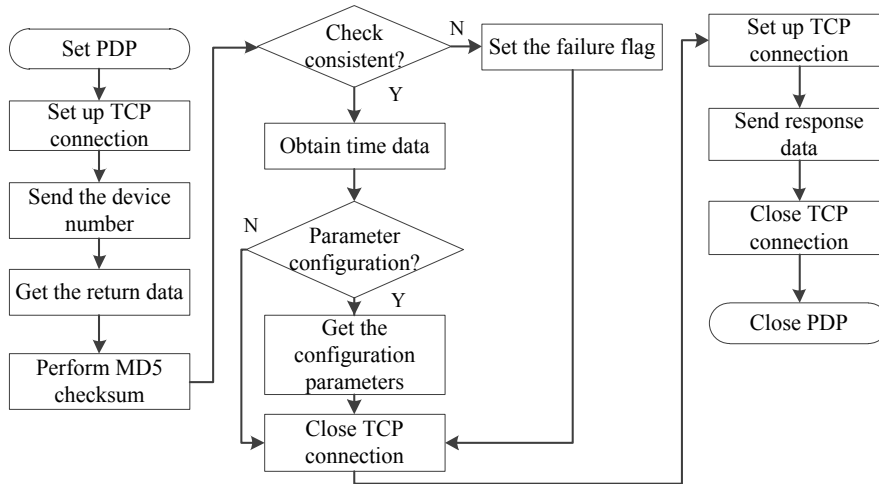 Set PDP
Set up TCP
connection
Send the device
number
Get the return data
Perform MD5
checksum
Check
consistent?
N
Set the failure flag
Y
Obtain time data
N
Parameter
configuration?
Y
Get the
configuration
parameters
Close TCP
connection
Set up TCP
connection
Send response
data
Close TCP
connection
Close PDP